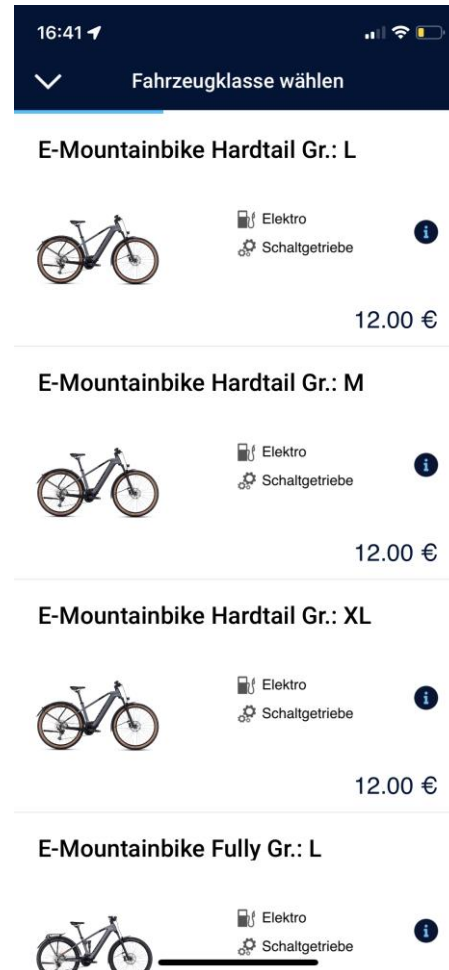 16:41
Fahrzeugklasse wählen
E-Mountainbike Hardtail Gr.: L
Elektro
Schaltgetriebe
12.00 €
E-Mountainbike Hardtail Gr.: M
Elektro
Schaltgetriebe
12.00 €
E-Mountainbike Hardtail Gr.: XL
Elektro
Schaltgetriebe
12.00 €
E-Mountainbike Fully Gr.: L
Elektro
Schaltgetriebe